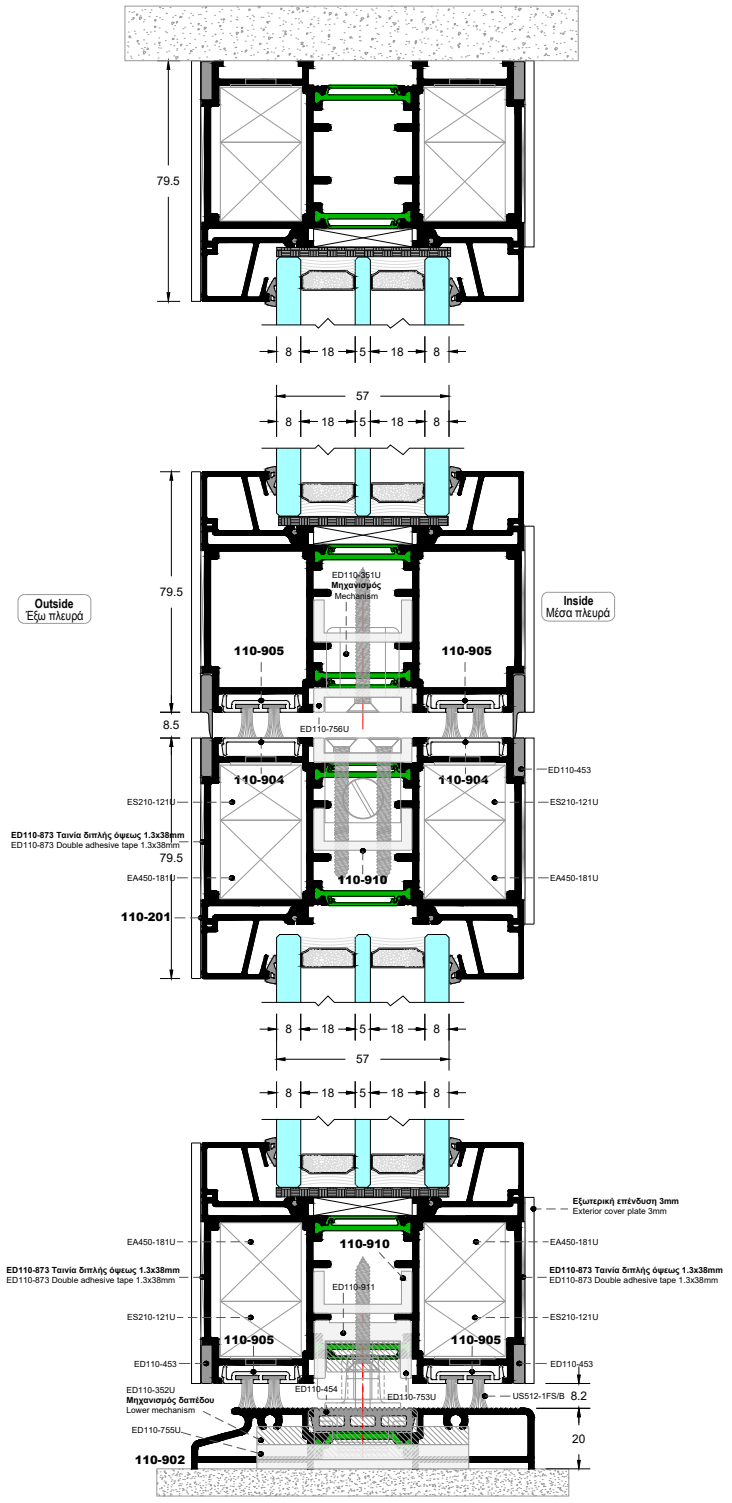 79.5
8
18
5
18
8
57
8
18
5
18
8
ED110-351U
Μηχανισμός
Mechanism
79.5
Outside
Έξω πλευρά
Inside
Μέσα πλευρά
110-905
110-905
8.5
ED110-756U
ED110-453
110-904
110-904
ES210-121U
ES210-121U
ED110-873 Ταινία διπλής όψεως 1.3x38mm
ED110-873 Double adhesive tape 1.3x38mm
79.5
EA450-181U
110-910
EA450-181U
110-201
8
18
5
18
8
57
8
18
5
18
8
Εξωτερική επένδυση 3mm
Exterior cover plate 3mm
EA450-181U
110-910
EA450-181U
ED110-873 Ταινία διπλής όψεως 1.3x38mm
ED110-873 Double adhesive tape 1.3x38mm
ED110-873 Ταινία διπλής όψεως 1.3x38mm
ED110-873 Double adhesive tape 1.3x38mm
ED110-911
ES210-121U
ES210-121U
110-905
110-905
ED110-453
ED110-453
ED110-352U
Μηχανισμός δαπέδου
Lower mechanism
ED110-454
ED110-753U
US512-1FS/B
8.2
ED110-755U
20
110-902